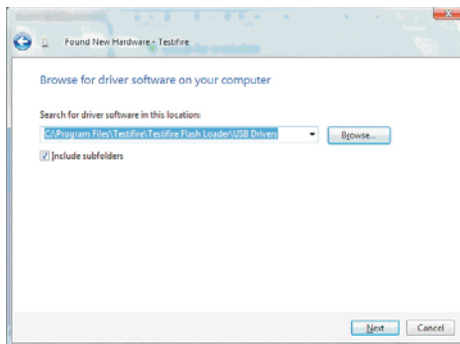 Found New Hardware - Testifire
Browse for driver software on your computer
Search for driver software in this location:
C:\Program Files\Testifire\Testifire Flash Loader\USB Drivers
Browse...
Include subfolders
Next
Cancel